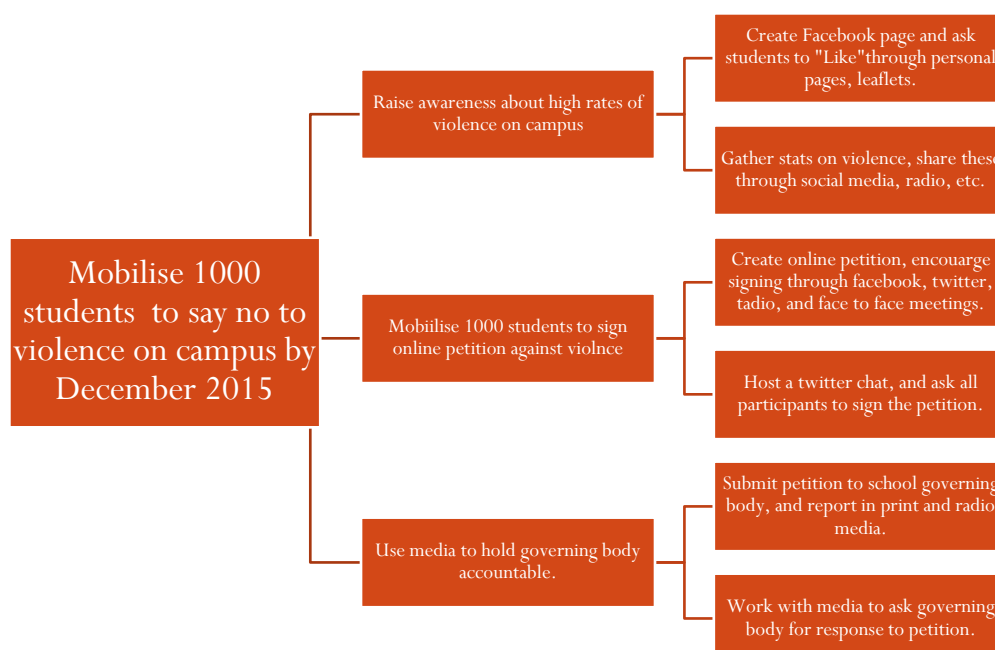 Mobilise 1000
students to say no to
violence on campus by
December 2015
Raise awareness about high rates of
violence on campus
Create Facebook page and ask
students to "Like"through personal
pages, leaflets.
Gather stats on violence, share these
through social media, radio, etc.
Mobiilise 1000 students to sign
online petition against violnce
Create online petition, encouarge
signing through facebook, twitter,
tadio, and face to face meetings.
Host a twitter chat, and ask all
participants to sign the petition.
Use media to hold governing body
accountable.
Submit petition to school governing
body, and report in print and radio
media.
Work with media to ask governing
body for response to petition.